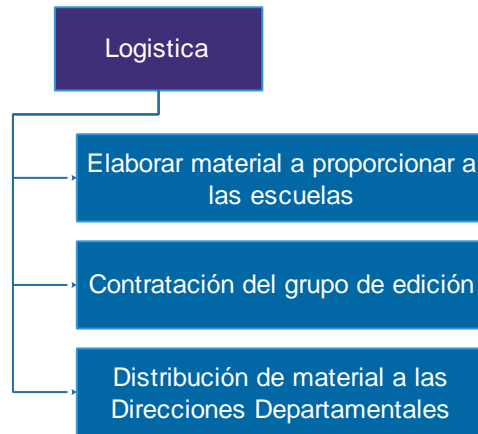 Logistica
Elaborar material a proporcionar a
las escuelas
Contratación del grupo de edición
Distribución de material a las
Direcciones Departamentales